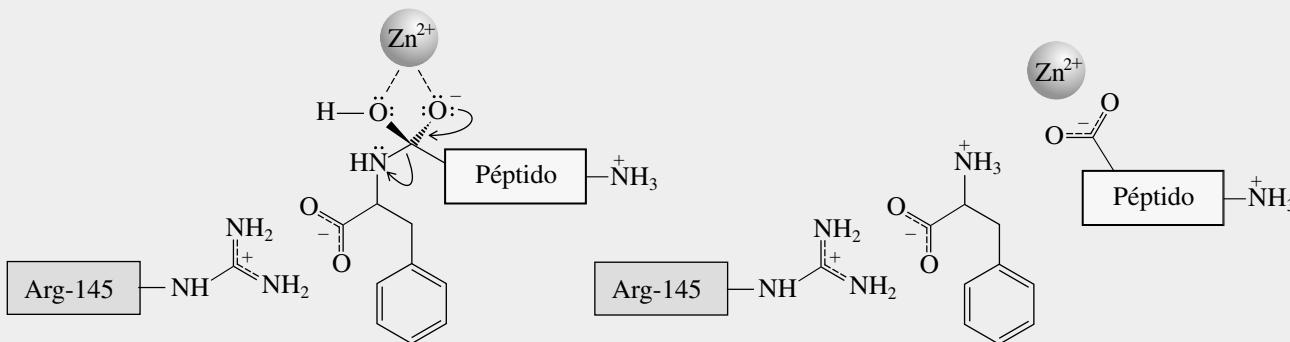 Zn²⁺
H–O: :O:⁻
HN
Péptido
⁺NH₃
O
O
–
NH₂
+
NH₂
NH
Arg-145
Zn²⁺
O
O
–
⁺NH₃
Péptido
⁺NH₃
O
O
–
NH₂
+
NH₂
NH
Arg-145